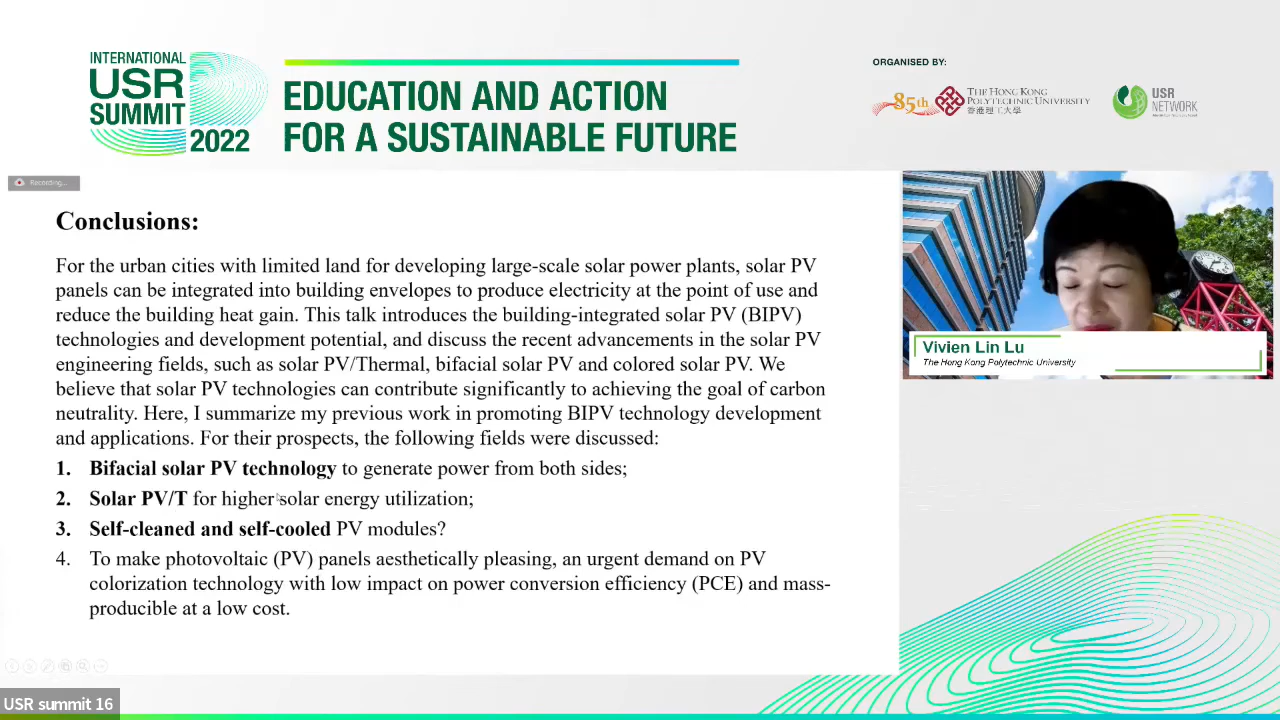 INTERNATIONAL
USR
SUMMIT
2022
EDUCATION AND ACTION
FOR A SUSTAINABLE FUTURE
ORGANISED BY:
85th
THE HONG KONG
POLYTECHNIC UNIVERSITY
香港理工大學
USR
NETWORK
Recording...
Conclusions:
For the urban cities with limited land for developing large-scale solar power plants, solar PV
panels can be integrated into building envelopes to produce electricity at the point of use and
reduce the building heat gain. This talk introduces the building-integrated solar PV (BIPV)
technologies and development potential, and discuss the recent advancements in the solar PV
engineering fields, such as solar PV/Thermal, bifacial solar PV and colored solar PV. We
believe that solar PV technologies can contribute significantly to achieving the goal of carbon
neutrality. Here, I summarize my previous work in promoting BIPV technology development
and applications. For their prospects, the following fields were discussed:
1. Bifacial solar PV technology to generate power from both sides;
2. Solar PV/T for higher solar energy utilization;
3. Self-cleaned and self-cooled PV modules?
4. To make photovoltaic (PV) panels aesthetically pleasing, an urgent demand on PV
colorization technology with low impact on power conversion efficiency (PCE) and mass-
producible at a low cost.
Vivien Lin Lu
The Hong Kong Polytechnic University
USR summit 16